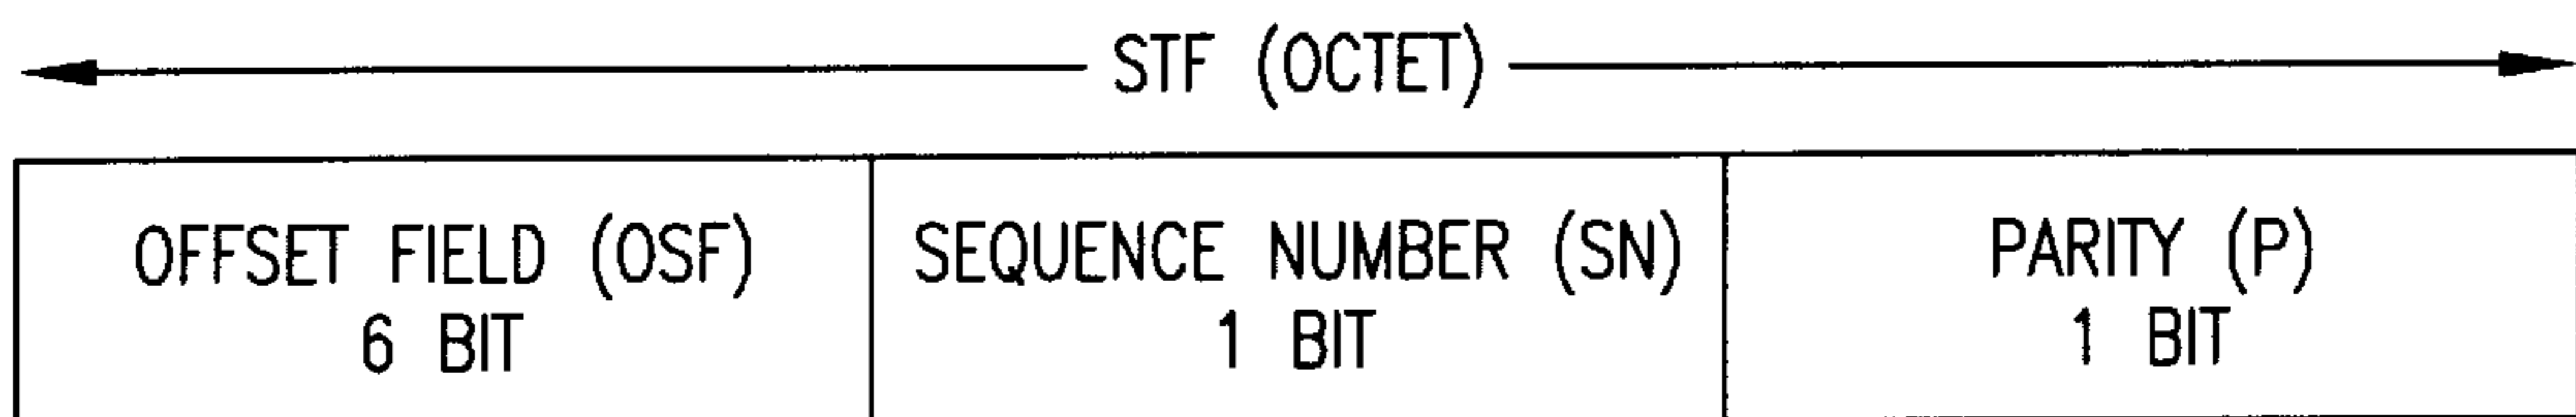 STF (OCTET)
OFFSET FIELD (OSF)
6 BIT
SEQUENCE NUMBER (SN)
1 BIT
PARITY (P)
1 BIT